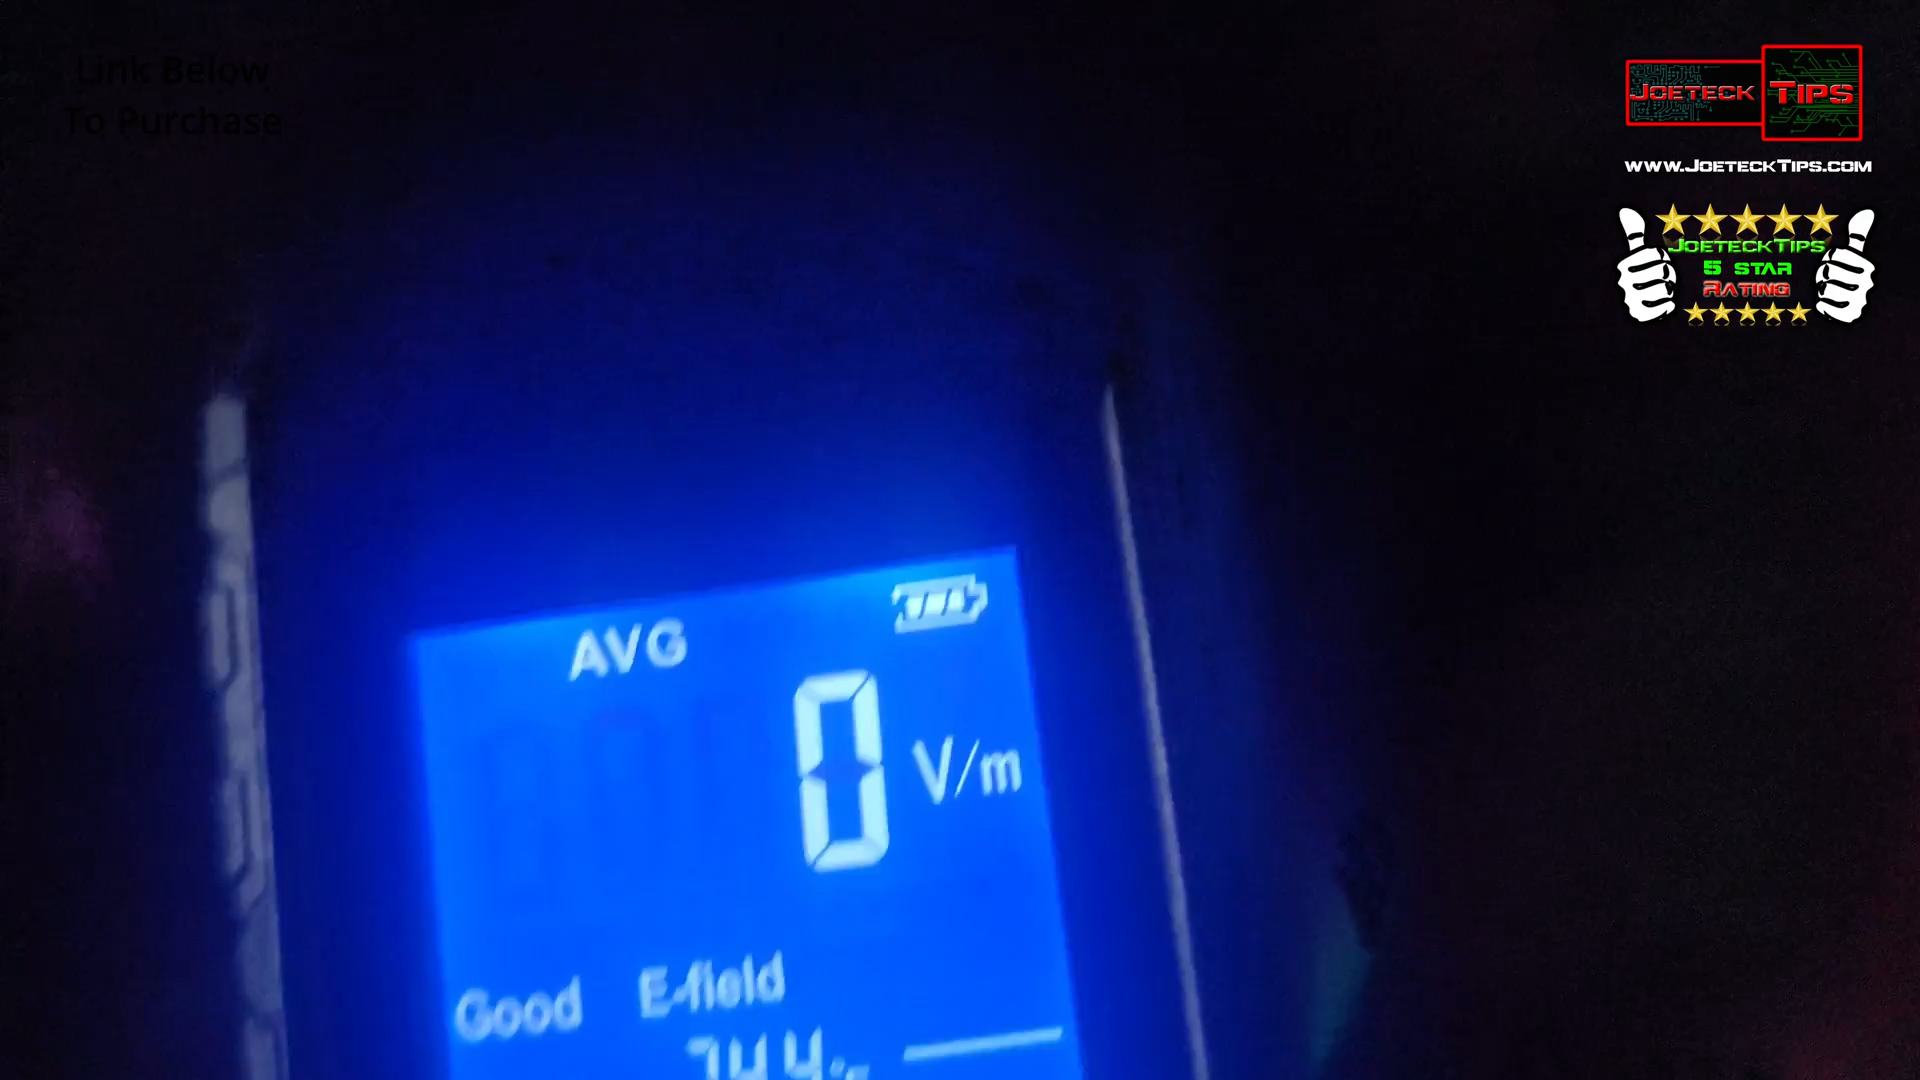 Link Below
To Purchase
JOETECK TIPS
WWW.JOETECKTIPS.COM
JOETECKTIPS
5 STAR
RATING
AVG
0 V/m
Good E-field